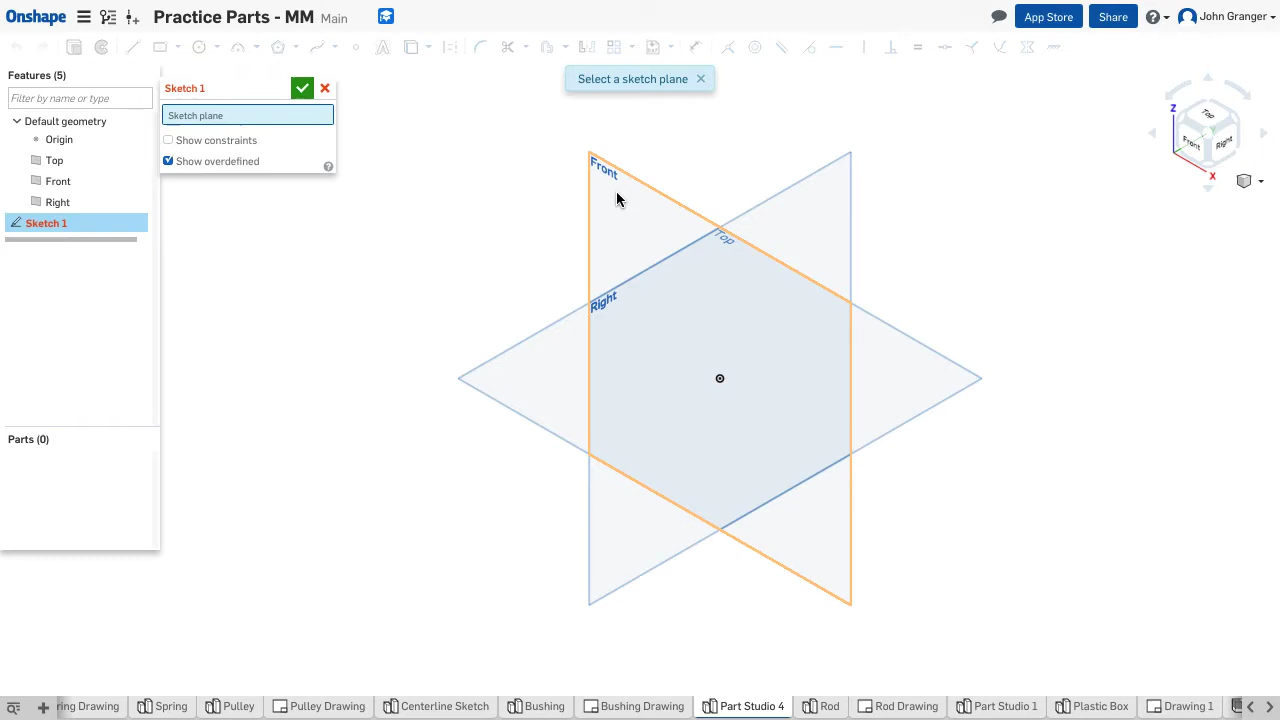 Onshape Practice Parts - MM Main App Store Share John Granger
Features (5)
Filter by name or type
Default geometry
Origin
Top
Front
Right
Sketch 1
Parts (0)
Sketch 1
Sketch plane
Show constraints
Show overdefined
Select a sketch plane
Front
Top
Right
Z
Top
Front
Right
X
ring Drawing Spring Pulley Pulley Drawing Centerline Sketch Bushing Bushing Drawing Part Studio 4 Rod Rod Drawing Part Studio 1 Plastic Box Drawing 1